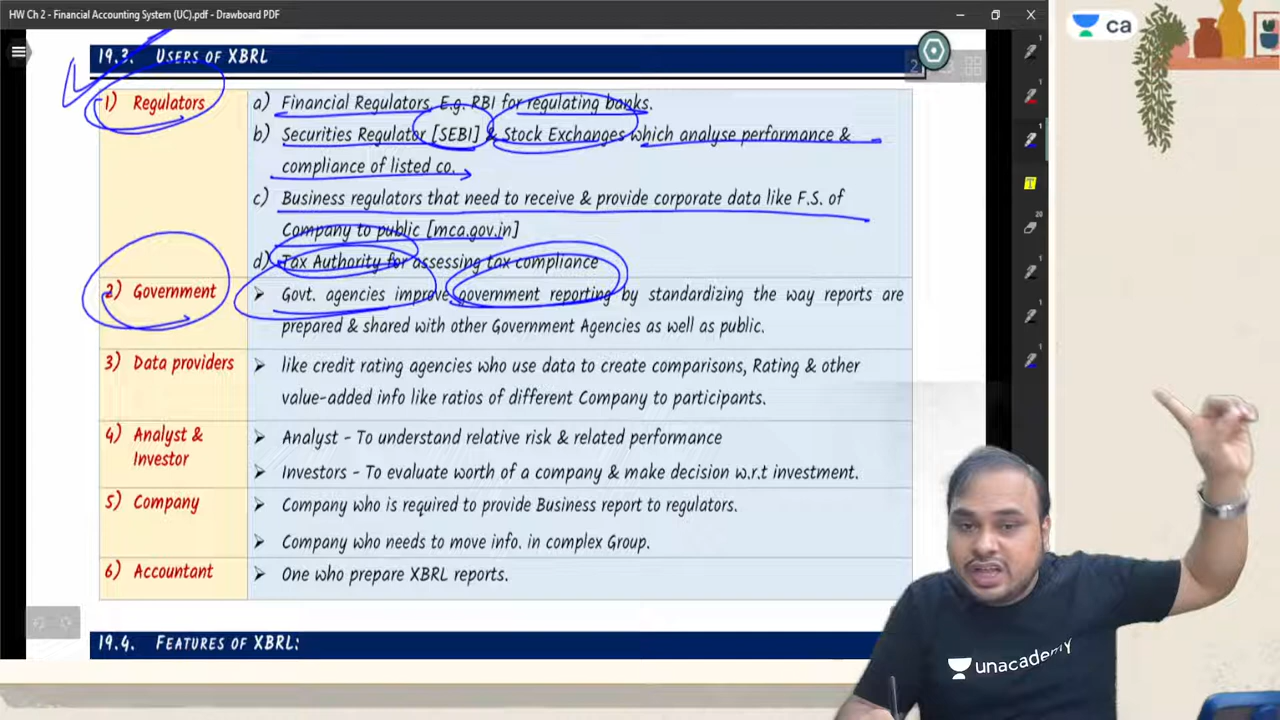 HW Ch 2 - Financial Accounting System (UC).pdf - Drawboard PDF
ca
19.3. USERS OF XBRL
2
1) Regulators
a) Financial Regulators, E.g. RBI for regulating banks.
b) Securities Regulator [SEBI] & Stock Exchanges which analyse performance &
compliance of listed co.
c) Business regulators that need to receive & provide corporate data like F.S. of
Company to public [mca.gov.in]
d) Tax Authority for assessing tax compliance
2) Government
➢ Govt. agencies improve government reporting by standardizing the way reports are
prepared & shared with other Government Agencies as well as public.
3) Data providers
➢ like credit rating agencies who use data to create comparisons, Rating & other
value-added info like ratios of different Company to participants.
4) Analyst &
Investor
➢ Analyst - To understand relative risk & related performance
➢ Investors - To evaluate worth of a company & make decision w.r.t investment.
5) Company
➢ Company who is required to provide Business report to regulators.
➢ Company who needs to move info. in complex Group.
6) Accountant
➢ One who prepare XBRL reports.
19.4. FEATURES OF XBRL:
unacademy